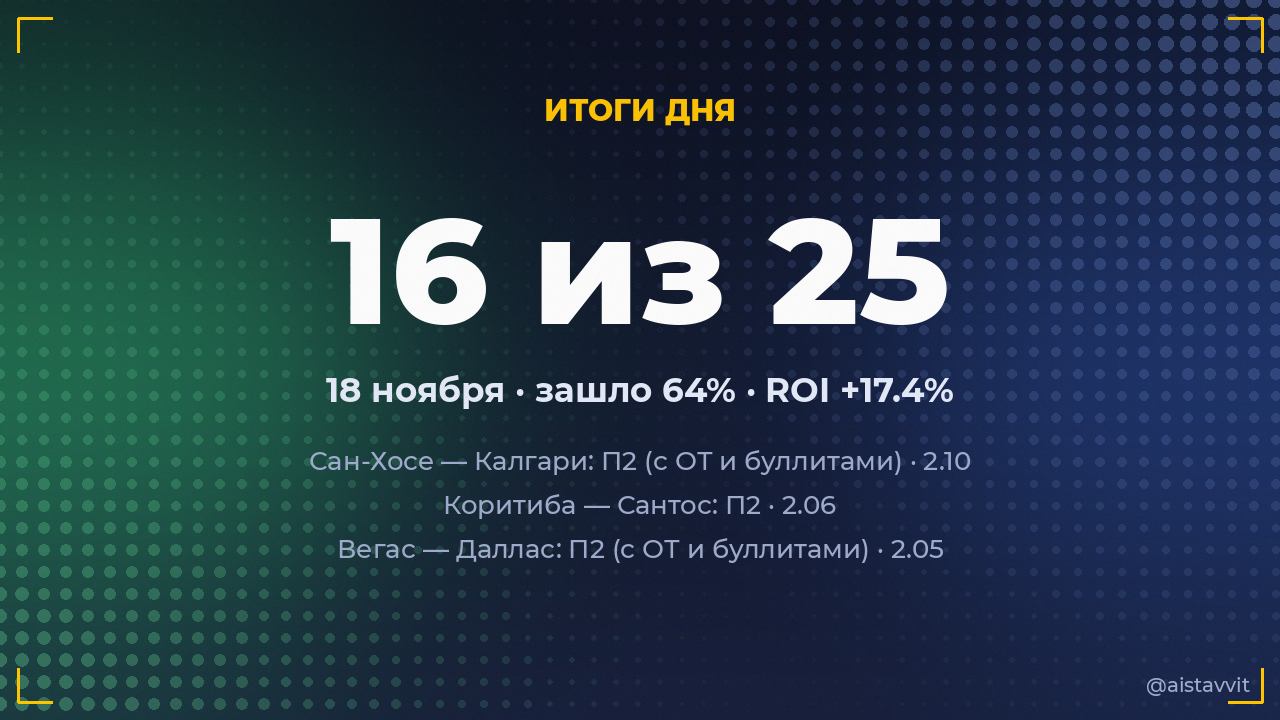 ИТОГИ ДНЯ
16 из 25
18 ноября · зашло 64% · ROI +17.4%
Сан-Хосе — Калгари: П2 (с ОТ и буллитами) · 2.10
Коритиба — Сантос: П2 · 2.06
Вегас — Даллас: П2 (с ОТ и буллитами) · 2.05
@aistavvit